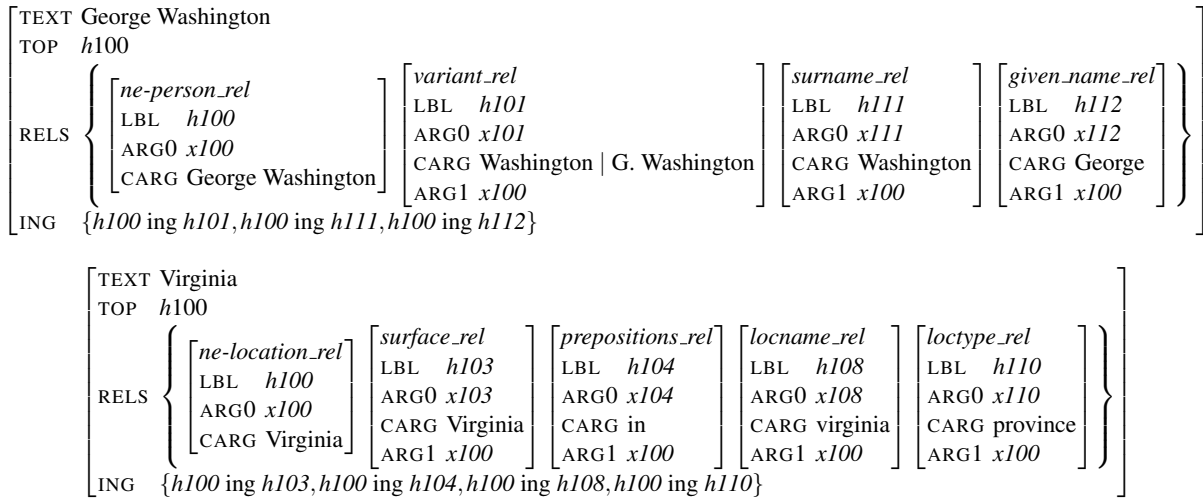 TEXT George Washington
TOP h100
ne-person_rel variant_rel surname_rel given_name_rel
LBL h100 LBL h101 LBL h111 LBL h112
RELS ARG0 x100 ARG0 x101 ARG0 x111 ARG0 x112
CARG George Washington CARG Washington | G. Washington CARG Washington CARG George
ARG1 x100 ARG1 x100 ARG1 x100
ING {h100 ing h101, h100 ing h111, h100 ing h112}
TEXT Virginia
TOP h100
ne-location_rel surface_rel prepositions_rel locname_rel loctype_rel
LBL h100 LBL h103 LBL h104 LBL h108 LBL h110
RELS ARG0 x100 ARG0 x103 ARG0 x104 ARG0 x108 ARG0 x110
CARG Virginia CARG Virginia CARG in CARG virginia CARG province
ARG1 x100 ARG1 x100 ARG1 x100 ARG1 x100
ING {h100 ing h103, h100 ing h104, h100 ing h108, h100 ing h110}